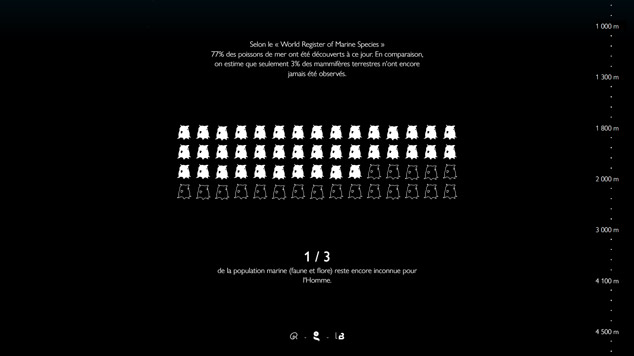 Selon le « World Register of Marine Species »
77% des poissons de mer ont été découverts à ce jour. En comparaison,
on estime que seulement 3% des mammifères terrestres n'ont encore
jamais été observés.
1 / 3
de la population marine (faune et flore) reste encore inconnue pour
l'Homme.
1 000 m
1 300 m
1 800 m
2 000 m
3 000 m
4 100 m
4 500 m